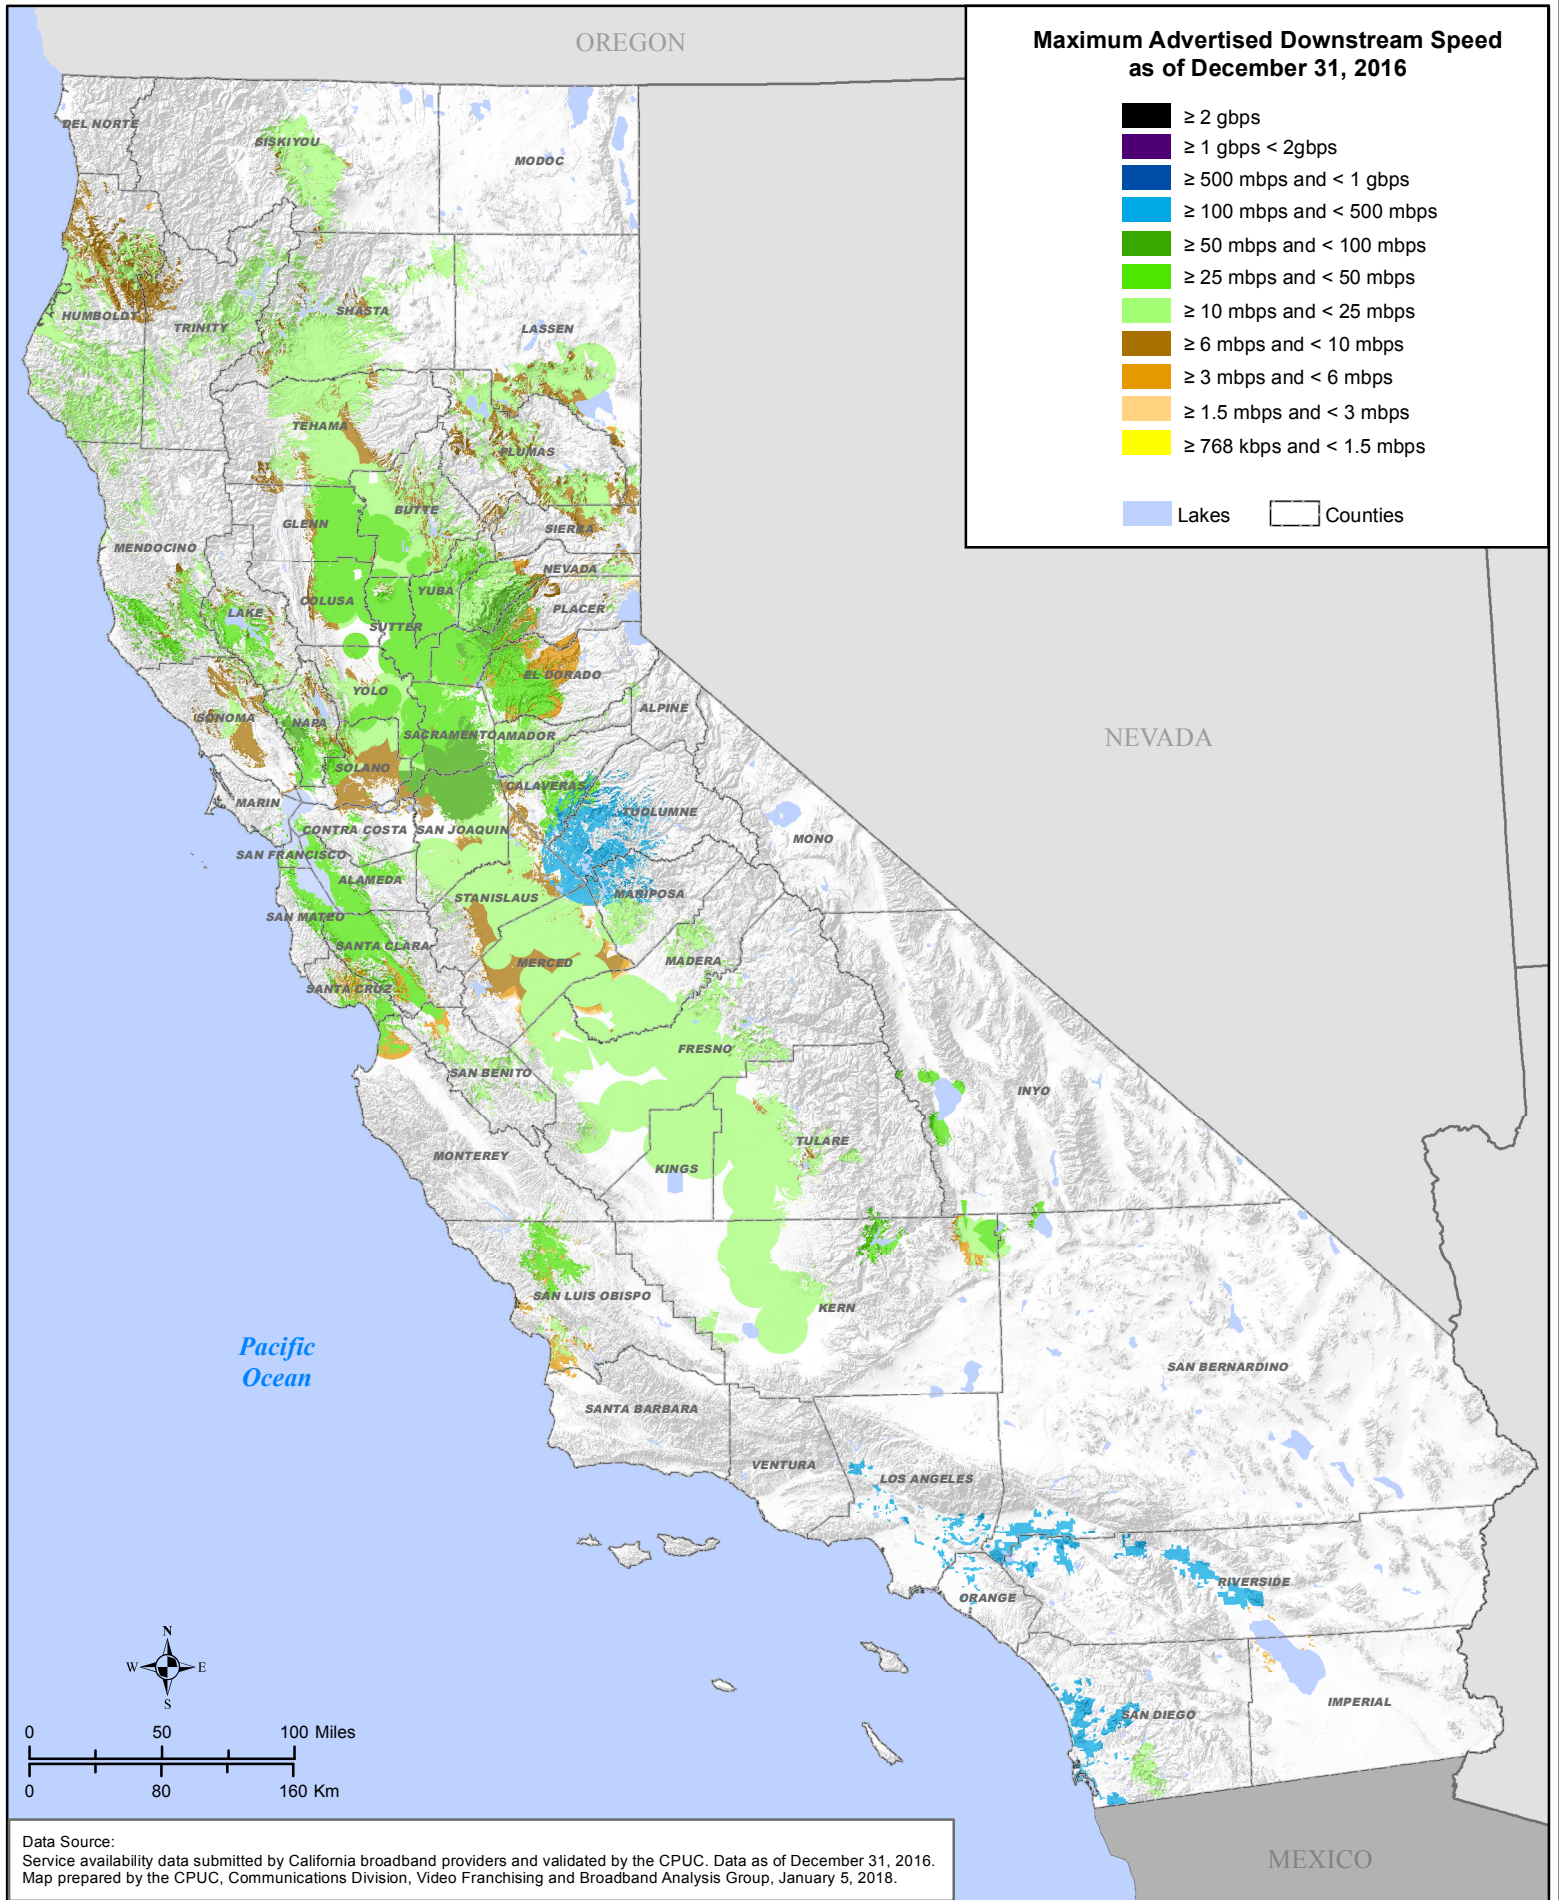 OREGON
Maximum Advertised Downstream Speed
as of December 31, 2016
≥ 2 gbps
≥ 1 gbps < 2gbps
≥ 500 mbps and < 1 gbps
≥ 100 mbps and < 500 mbps
≥ 50 mbps and < 100 mbps
≥ 25 mbps and < 50 mbps
≥ 10 mbps and < 25 mbps
≥ 6 mbps and < 10 mbps
≥ 3 mbps and < 6 mbps
≥ 1.5 mbps and < 3 mbps
≥ 768 kbps and < 1.5 mbps
Lakes
Counties
DEL NORTE
SISKIYOU
MODOC
HUMBOLDT
TRINITY
SHASTA
LASSEN
TEHAMA
PLUMAS
GLENN
BUTTE
SIERRA
MENDOCINO
NEVADA
COLUSA
YUBA
PLACER
LAKE
SUTTER
EL DORADO
YOLO
ALPINE
SONOMA
NAPA
SACRAMENTO
AMADOR
NEVADA
SOLANO
CALAVERAS
MARIN
TUOLUMNE
CONTRA COSTA
SAN JOAQUIN
MONO
SAN FRANCISCO
ALAMEDA
STANISLAUS
MARIPOSA
SAN MATEO
SANTA CLARA
MERCED
MADERA
SANTA CRUZ
FRESNO
SAN BENITO
INYO
TULARE
MONTEREY
KINGS
SAN LUIS OBISPO
KERN
Pacific
Ocean
SAN BERNARDINO
SANTA BARBARA
VENTURA
LOS ANGELES
RIVERSIDE
ORANGE
SAN DIEGO
IMPERIAL
N
W E
S
0 50 100 Miles
0 80 160 Km
MEXICO
Data Source:
Service availability data submitted by California broadband providers and validated by the CPUC. Data as of December 31, 2016.
Map prepared by the CPUC, Communications Division, Video Franchising and Broadband Analysis Group, January 5, 2018.